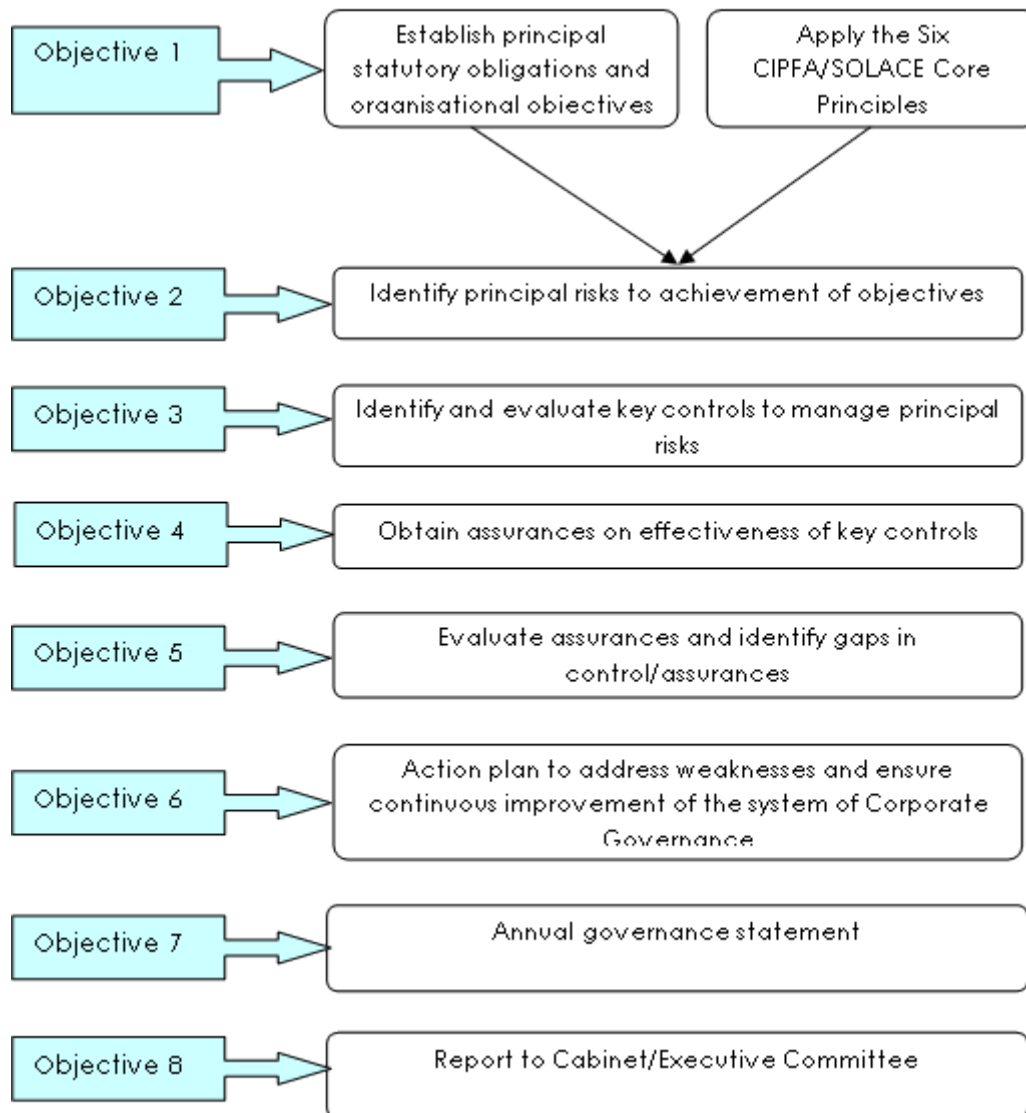 Objective 1
Establish principal
statutory obligations and
organisational objectives
Apply the Six
CIPFA/SOLACE Core
Principles
Objective 2
Identify principal risks to achievement of objectives
Objective 3
Identify and evaluate key controls to manage principal
risks
Objective 4
Obtain assurances on effectiveness of key controls
Objective 5
Evaluate assurances and identify gaps in
control/assurances
Objective 6
Action plan to address weaknesses and ensure
continuous improvement of the system of Corporate
Governance
Objective 7
Annual governance statement
Objective 8
Report to Cabinet/Executive Committee